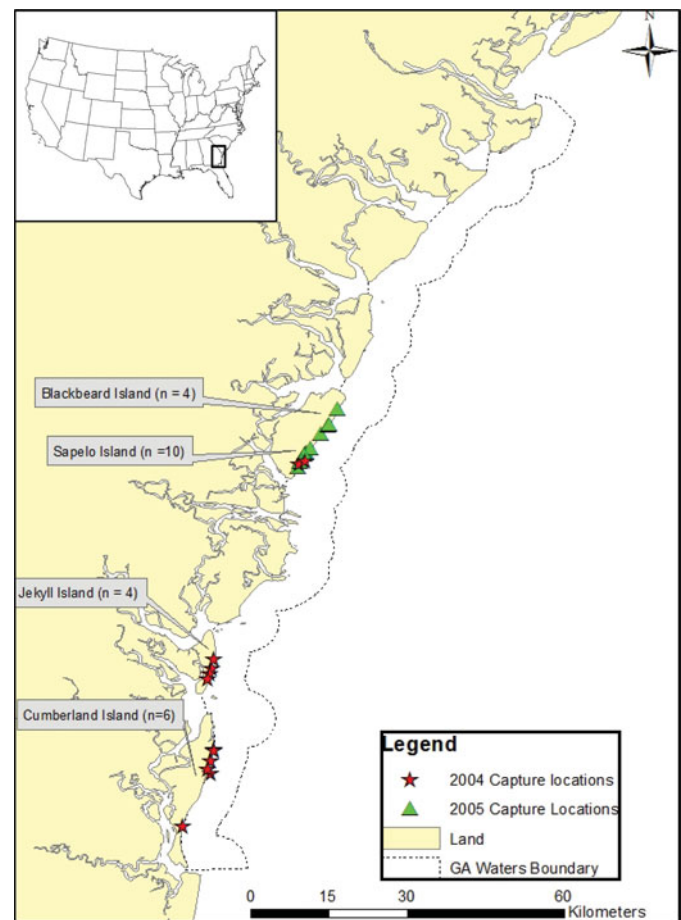 N
Blackbeard Island (n = 4)
Sapelo Island (n =10)
Jekyll Island (n = 4)
Cumberland Island (n=6)
Legend
2004 Capture locations
2005 Capture Locations
Land
GA Waters Boundary
0 15 30 60
Kilometers